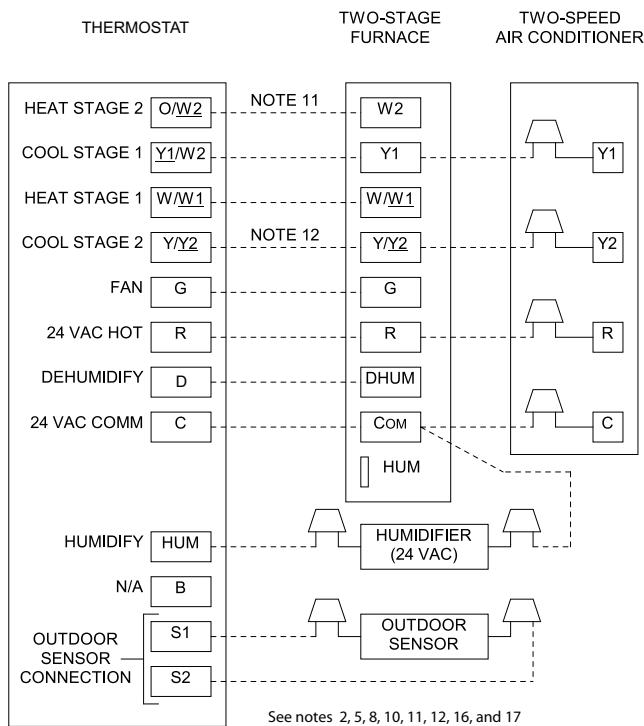 THERMOSTAT
TWO-STAGE
FURNACE
TWO-SPEED
AIR CONDITIONER
HEAT STAGE 2 O/W2 NOTE 11 W2
COOL STAGE 1 Y1/W2 Y1 Y1
HEAT STAGE 1 W/W1 W/W1
COOL STAGE 2 Y/Y2 NOTE 12 Y/Y2 Y2
FAN G G
24 VAC HOT R R R
DEHUMIDIFY D DHUM
24 VAC COMM C COM C
HUM
HUMIDIFY HUM HUMIDIFIER
(24 VAC)
N/A B
OUTDOOR
SENSOR
CONNECTION
S1
OUTDOOR
SENSOR
S2
See notes 2, 5, 8, 10, 11, 12, 16, and 17